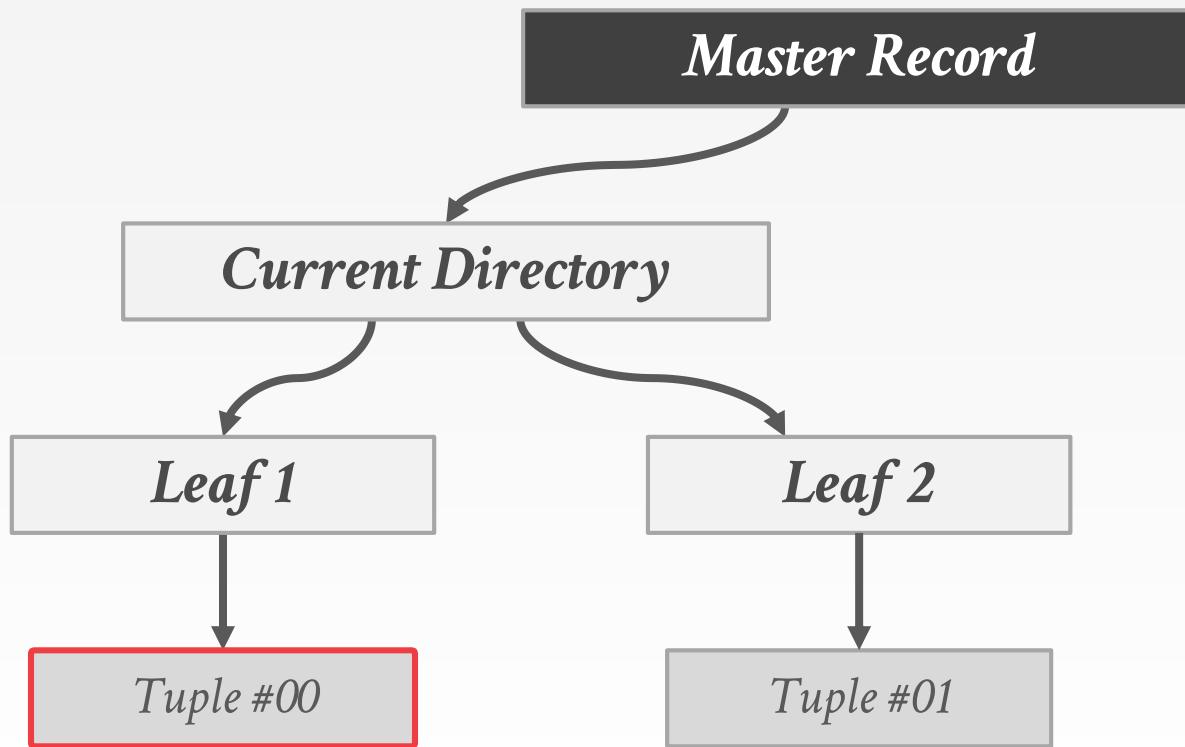 Master Record
Current Directory
Leaf 1
Leaf 2
Tuple #00
Tuple #01